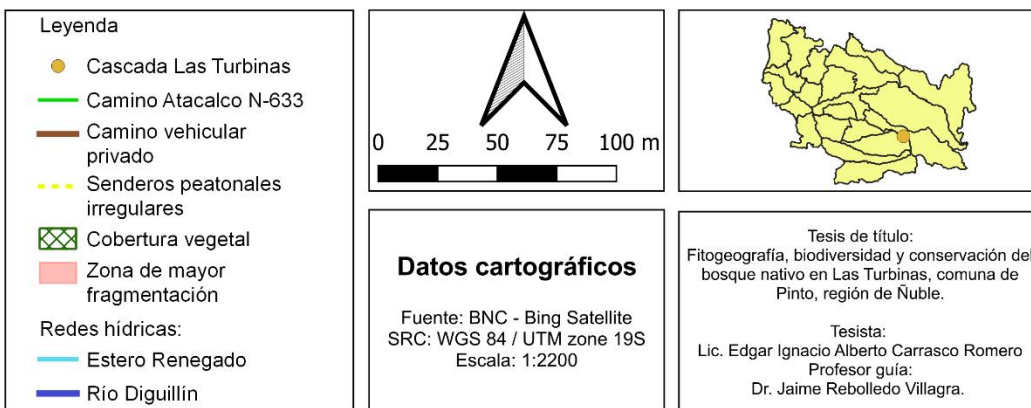 Leyenda
Cascada Las Turbinas
Camino Atacalco N-633
Camino vehicular
privado
Senderos peatonales
irregulares
Cobertura vegetal
Zona de mayor
fragmentación
Redes hídricas:
Estero Renegado
Río Diguillín
0 25 50 75 100 m
Datos cartográficos
Fuente: BNC - Bing Satellite
SRC: WGS 84 / UTM zone 19S
Escala: 1:2200
Tesis de título:
Fitogeografía, biodiversidad y conservación del
bosque nativo en Las Turbinas, comuna de
Pinto, región de Ñuble.
Tesista:
Lic. Edgar Ignacio Alberto Carrasco Romero
Profesor guía:
Dr. Jaime Rebolledo Villagra.